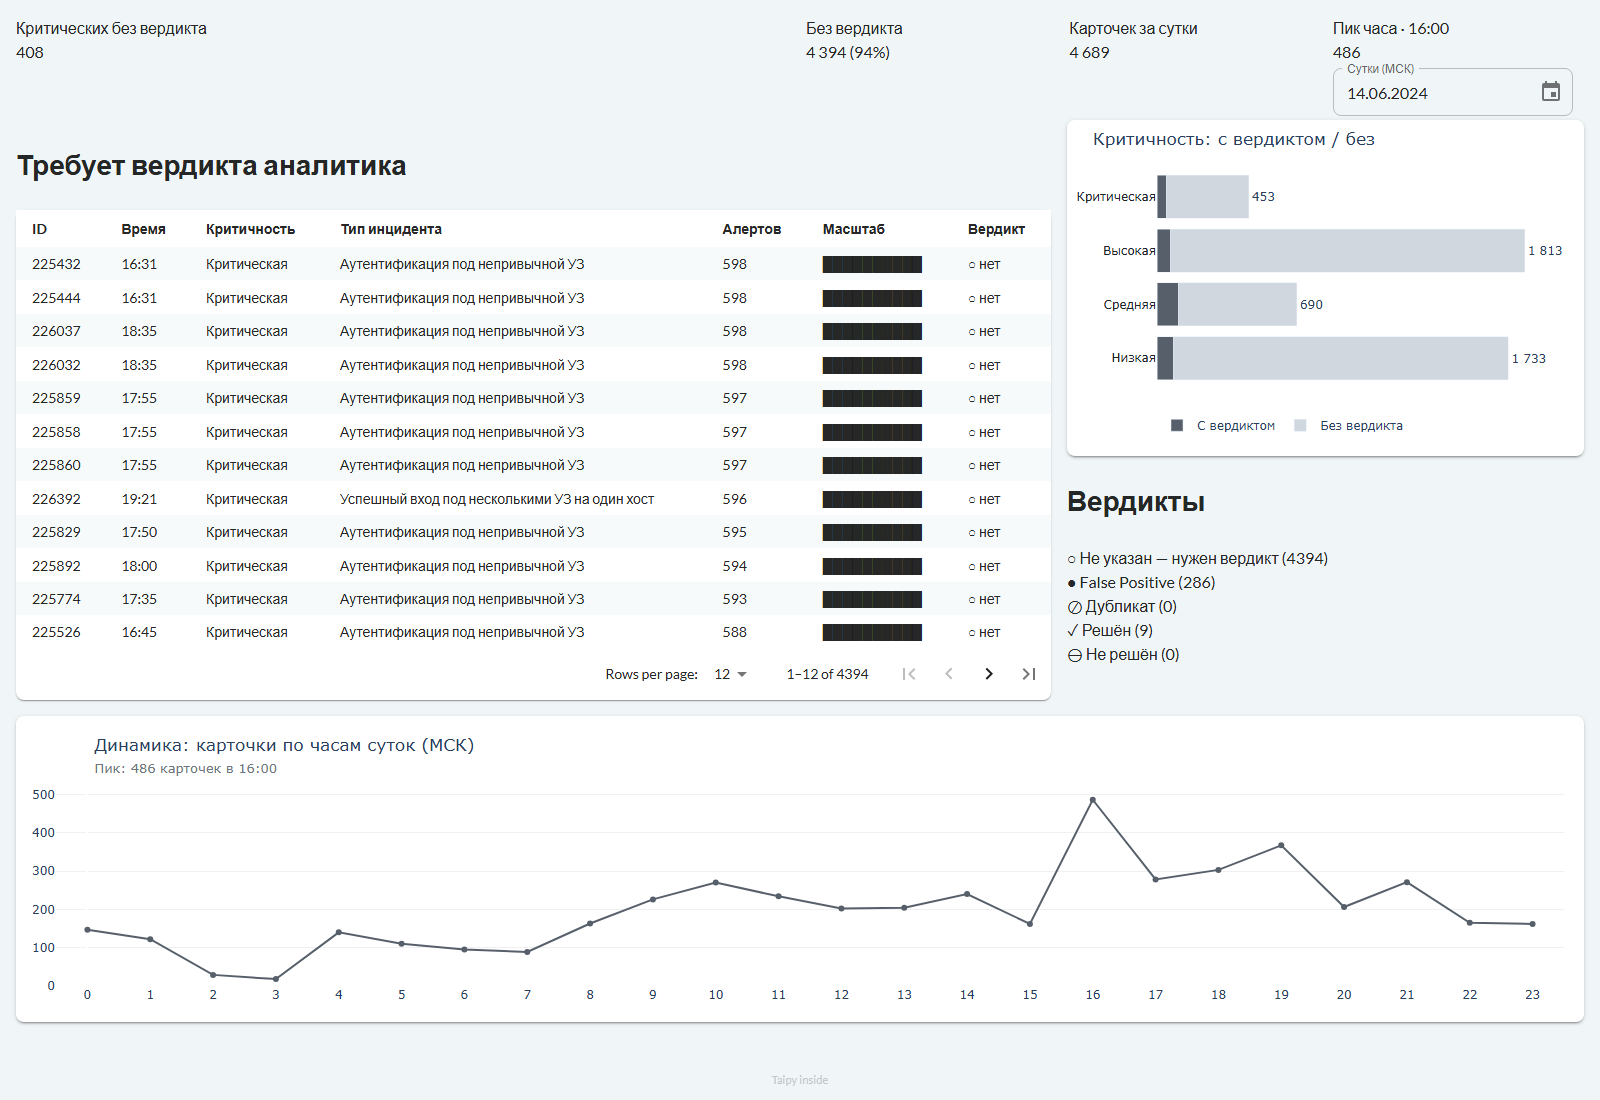 Критических без вердикта
408
Без вердикта
4 394 (94%)
Карточек за сутки
4 689
Пик часа · 16:00
486
Сутки (МСК)
14.06.2024
Требует вердикта аналитика
ID Время Критичность Тип инцидента Алертов Масштаб Вердикт
225432 16:31 Критическая Аутентификация под непривычной УЗ 598 ██████████ ○ нет
225444 16:31 Критическая Аутентификация под непривычной УЗ 598 ██████████ ○ нет
226037 18:35 Критическая Аутентификация под непривычной УЗ 598 ██████████ ○ нет
226032 18:35 Критическая Аутентификация под непривычной УЗ 598 ██████████ ○ нет
225859 17:55 Критическая Аутентификация под непривычной УЗ 597 ██████████ ○ нет
225858 17:55 Критическая Аутентификация под непривычной УЗ 597 ██████████ ○ нет
225860 17:55 Критическая Аутентификация под непривычной УЗ 597 ██████████ ○ нет
226392 19:21 Критическая Успешный вход под несколькими УЗ на один хост 596 ██████████ ○ нет
225829 17:50 Критическая Аутентификация под непривычной УЗ 595 ██████████ ○ нет
225892 18:00 Критическая Аутентификация под непривычной УЗ 594 ██████████ ○ нет
225774 17:35 Критическая Аутентификация под непривычной УЗ 593 ██████████ ○ нет
225526 16:45 Критическая Аутентификация под непривычной УЗ 588 ██████████ ○ нет
Rows per page: 12 1–12 of 4394
Критичность: с вердиктом / без
Критическая 453
Высокая 1 813
Средняя 690
Низкая 1 733
С вердиктом Без вердикта
Вердикты
○ Не указан — нужен вердикт (4394)
● False Positive (286)
⊘ Дубликат (0)
✓ Решён (9)
⊖ Не решён (0)
Динамика: карточки по часам суток (МСК)
Пик: 486 карточек в 16:00
500
400
300
200
100
0
0 1 2 3 4 5 6 7 8 9 10 11 12 13 14 15 16 17 18 19 20 21 22 23
Taipy inside